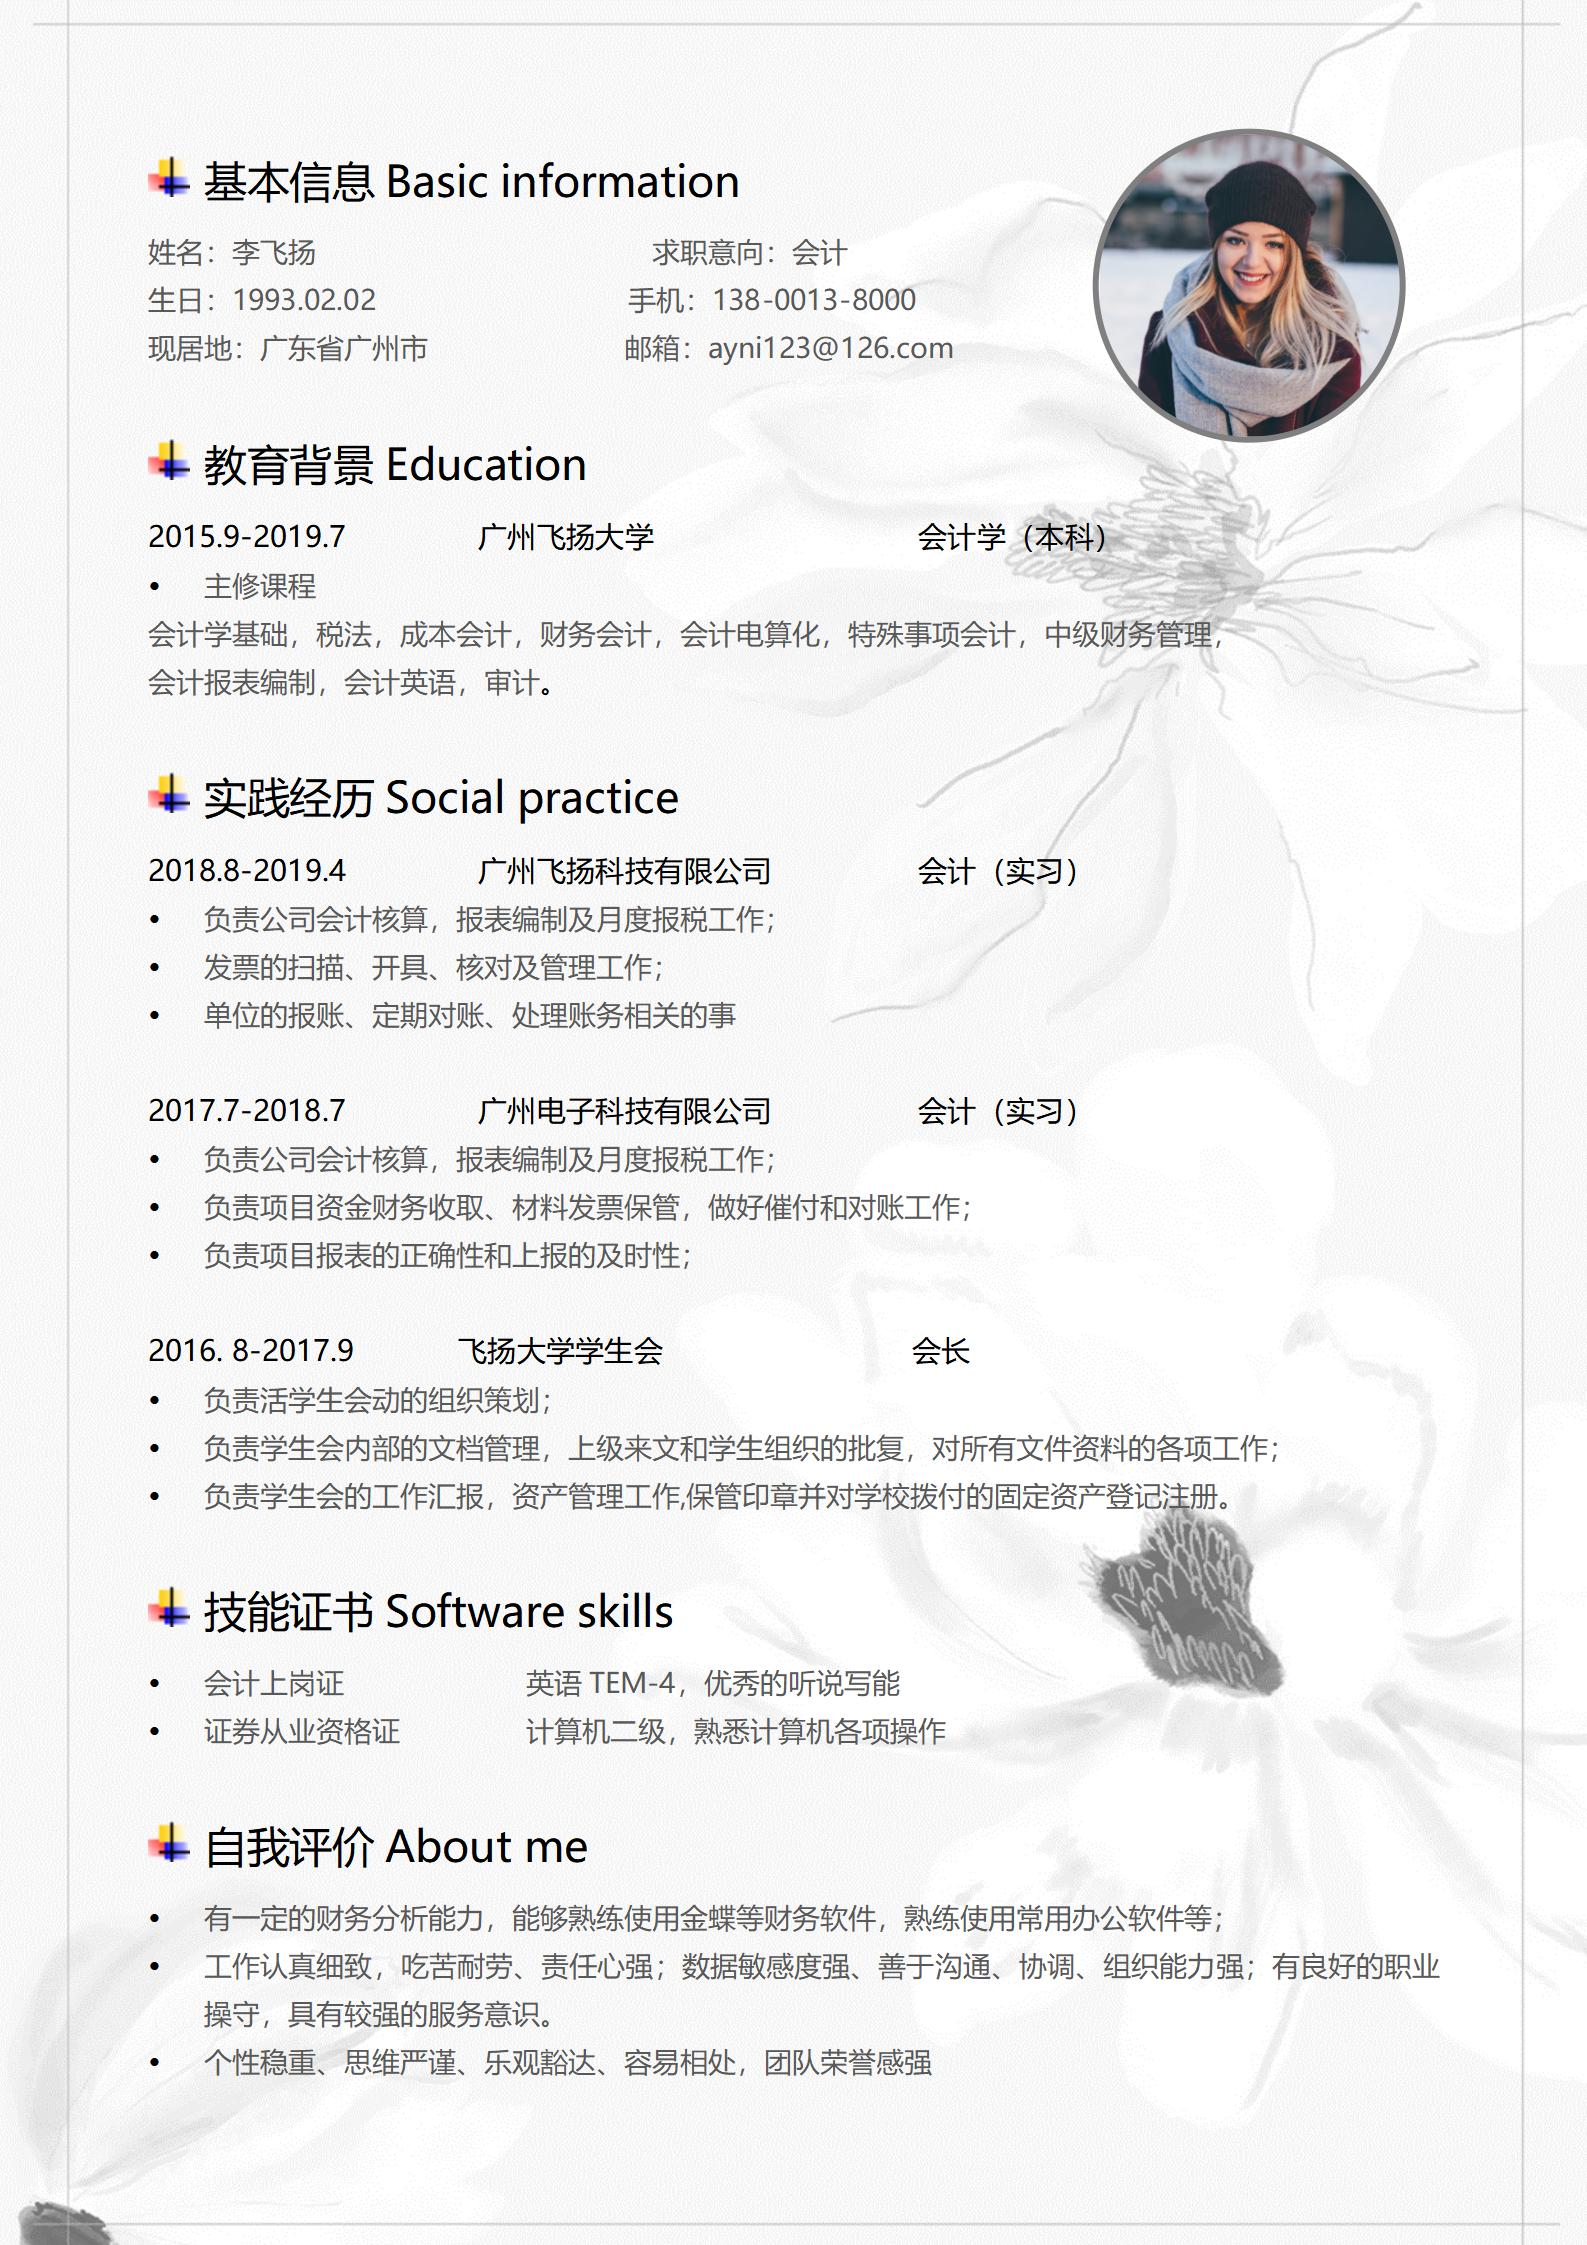 基本信息 Basic information
姓名：李飞扬 求职意向：会计
生日：1993.02.02 手机：138-0013-8000
现居地：广东省广州市 邮箱：ayni123@126.com
教育背景 Education
2015.9-2019.7 广州飞扬大学 会计学（本科）
• 主修课程
会计学基础，税法，成本会计，财务会计，会计电算化，特殊事项会计，中级财务管理，
会计报表编制，会计英语，审计。
实践经历 Social practice
2018.8-2019.4 广州飞扬科技有限公司 会计（实习）
• 负责公司会计核算，报表编制及月度报税工作；
• 发票的扫描、开具、核对及管理工作；
• 单位的报账、定期对账、处理账务相关的事
2017.7-2018.7 广州电子科技有限公司 会计（实习）
• 负责公司会计核算，报表编制及月度报税工作；
• 负责项目资金财务收取、材料发票保管，做好催付和对账工作；
• 负责项目报表的正确性和上报的及时性；
2016. 8-2017.9 飞扬大学学生会 会长
• 负责活学生会动的组织策划；
• 负责学生会内部的文档管理，上级来文和学生组织的批复，对所有文件资料的各项工作；
• 负责学生会的工作汇报，资产管理工作,保管印章并对学校拨付的固定资产登记注册。
技能证书 Software skills
• 会计上岗证 英语 TEM-4，优秀的听说写能
• 证券从业资格证 计算机二级，熟悉计算机各项操作
自我评价 About me
• 有一定的财务分析能力，能够熟练使用金蝶等财务软件，熟练使用常用办公软件等；
• 工作认真细致，吃苦耐劳、责任心强；数据敏感度强、善于沟通、协调、组织能力强；有良好的职业
操守，具有较强的服务意识。
• 个性稳重、思维严谨、乐观豁达、容易相处，团队荣誉感强